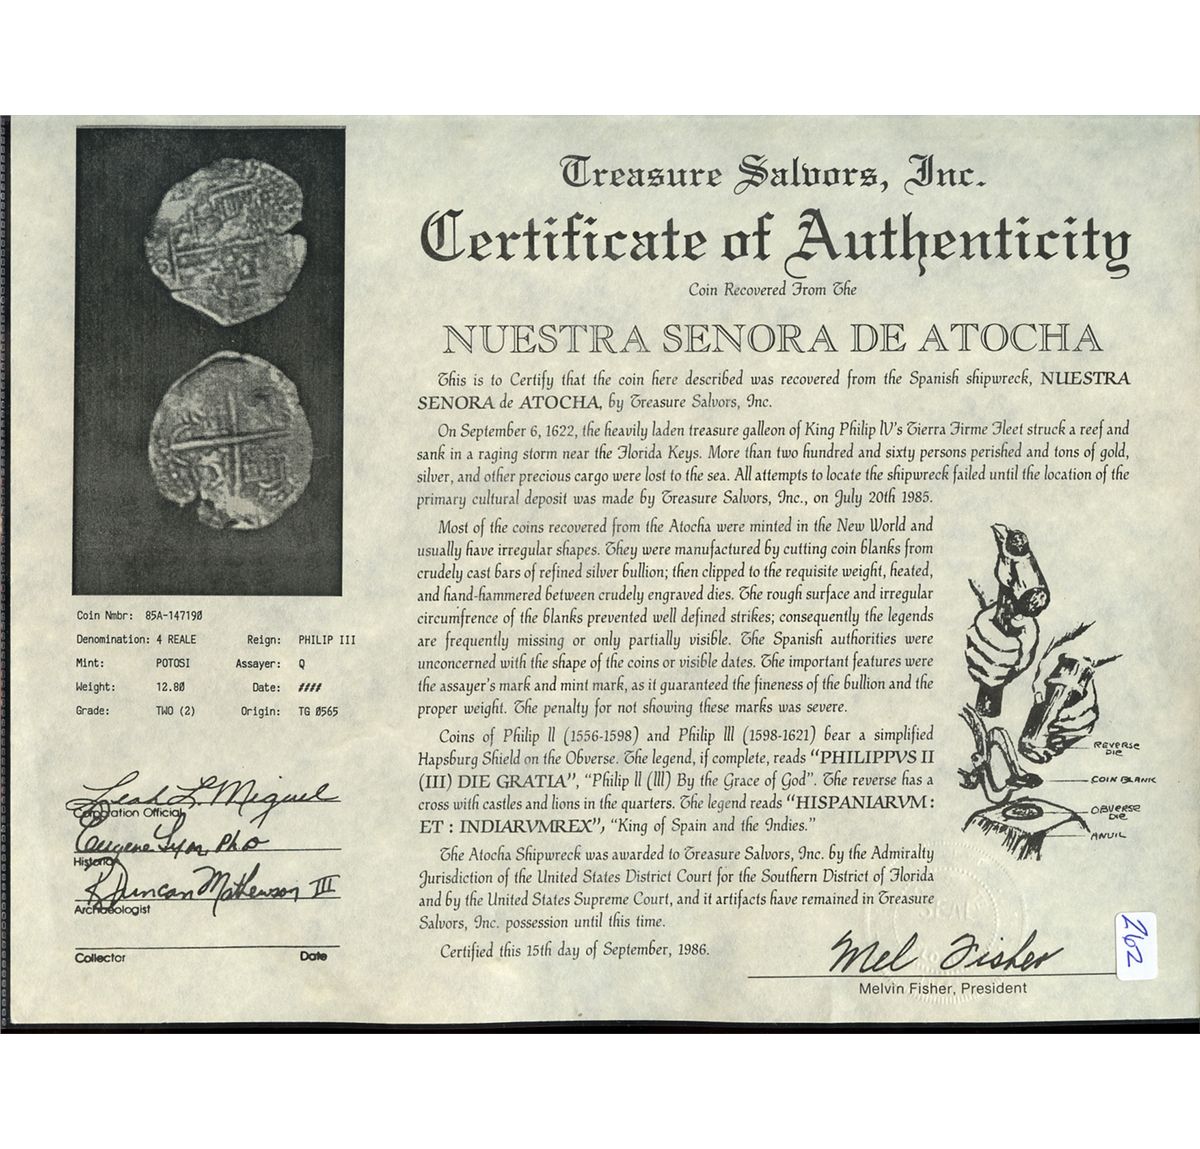 Treasure Salvors, Inc.
Certificate of Authenticity
Coin Recovered From The
NUESTRA SENORA DE ATOCHA
This is to Certify that the coin here described was recovered from the Spanish shipwreck, NUESTRA
SENORA de ATOCHA, by Treasure Salvors, Inc.
On September 6, 1622, the heavily laden treasure galleon of King Philip IV's Tierra Firme Fleet struck a reef and
sank in a raging storm near the Florida Keys. More than two hundred and sixty persons perished and tons of gold,
silver, and other precious cargo were lost to the sea. All attempts to locate the shipwreck failed until the location of the
primary cultural deposit was made by Treasure Salvors, Inc., on July 20th 1985.
Most of the coins recovered from the Atocha were minted in the New World and
usually have irregular shapes. They were manufactured by cutting coin blanks from
crudely cast bars of refined silver bullion; then clipped to the requisite weight, heated,
and hand-hammered between crudely engraved dies. The rough surface and irregular
circumfrence of the blanks prevented well defined strikes; consequently the legends
are frequently missing or only partially visible. The Spanish authorities were
unconcerned with the shape of the coins or visible dates. The important features were
the assayer's mark and mint mark, as it guaranteed the fineness of the bullion and the
proper weight. The penalty for not showing these marks was severe.
Coins of Philip II (1556-1598) and Philip III (1598-1621) bear a simplified
Hapsburg Shield on the Obverse. The legend, if complete, reads "PHILIPPVS II
(III) DIE GRATIA", "Philip II (III) By the Grace of God". The reverse has a
cross with castles and lions in the quarters. The legend reads "HISPANIARVM :
ET : INDIARVMREX", "King of Spain and the Indies."
The Atocha Shipwreck was awarded to Treasure Salvors, Inc. by the Admiralty
Jurisdiction of the United States District Court for the Southern District of Florida
and by the United States Supreme Court, and it artifacts have remained in Treasure
Salvors, Inc. possession until this time.
Certified this 15th day of September, 1986.
REVERSE
DIE
COIN BLANK
OBVERSE
DIE
ANVIL
SEAL
Mel Fisher
Melvin Fisher, President
262
Coin Nmbr: 85A-147190
Denomination: 4 REALE Reign: PHILIP III
Mint: POTOSI Assayer: Q
Weight: 12.80 Date: ####
Grade: TWO (2) Origin: TG 0565
Leah L. Miguel
Corporation Official
Eugene Lyon, PhD
Historian
R Duncan Mathewson III
Archaeologist
Collector Date